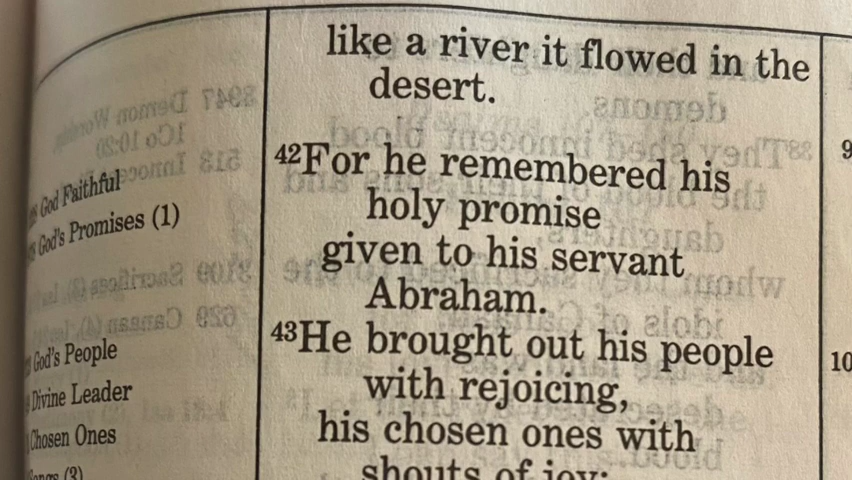 like a river it flowed in the
desert.
42For he remembered his
holy promise
given to his servant
Abraham.
43He brought out his people
with rejoicing,
his chosen ones with
shouts of joy;
God Faithful
God's Promises (1)
God's People
Divine Leader
Chosen Ones
(3)
9
10